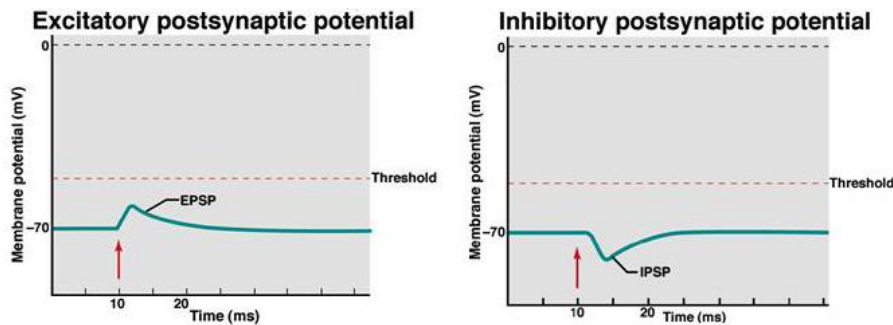 Excitatory postsynaptic potential
0
Membrane potential (mV)
Threshold
EPSP
–70
10
20
Time (ms)
Inhibitory postsynaptic potential
0
Membrane potential (mV)
Threshold
–70
IPSP
10
20
Time (ms)